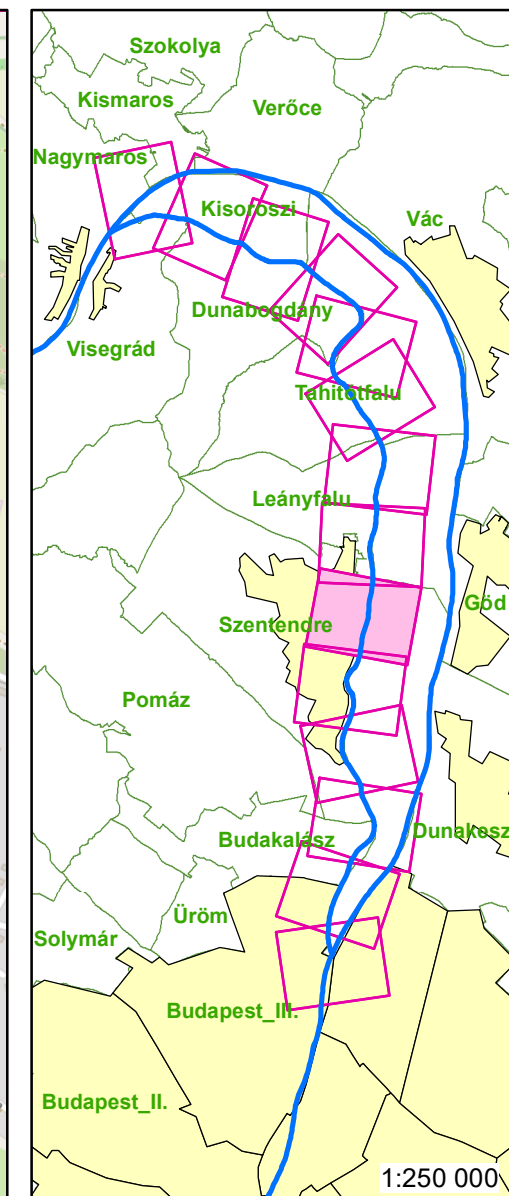 Szokolya
Kismaros
Verőce
Nagymaros
Kisoroszi
Vác
Dunabogdány
Visegrád
Tahitótfalu
Leányfalu
Göd
Szentendre
Pomáz
Dunakesz
Budakalász
Üröm
Solymár
Budapest_III.
Budapest_II.
1:250 000